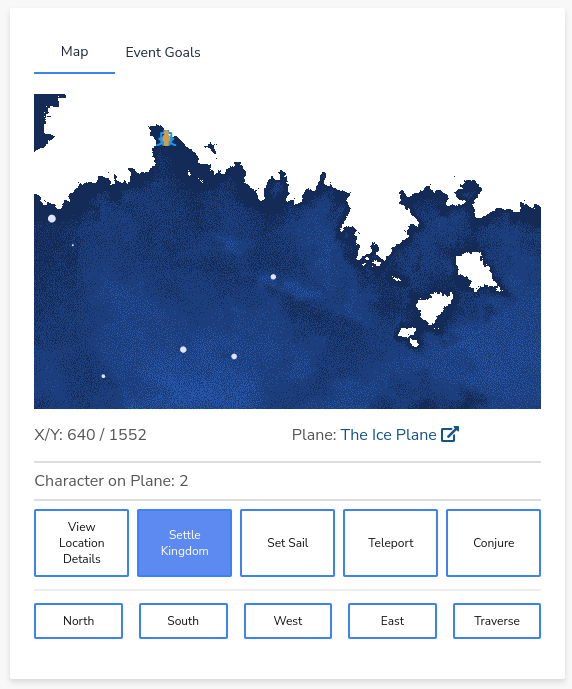 Map Event Goals
X/Y: 640 / 1552 Plane: The Ice Plane
Character on Plane: 2
View
Location
Details
Settle
Kingdom
Set Sail
Teleport
Conjure
North South West East Traverse